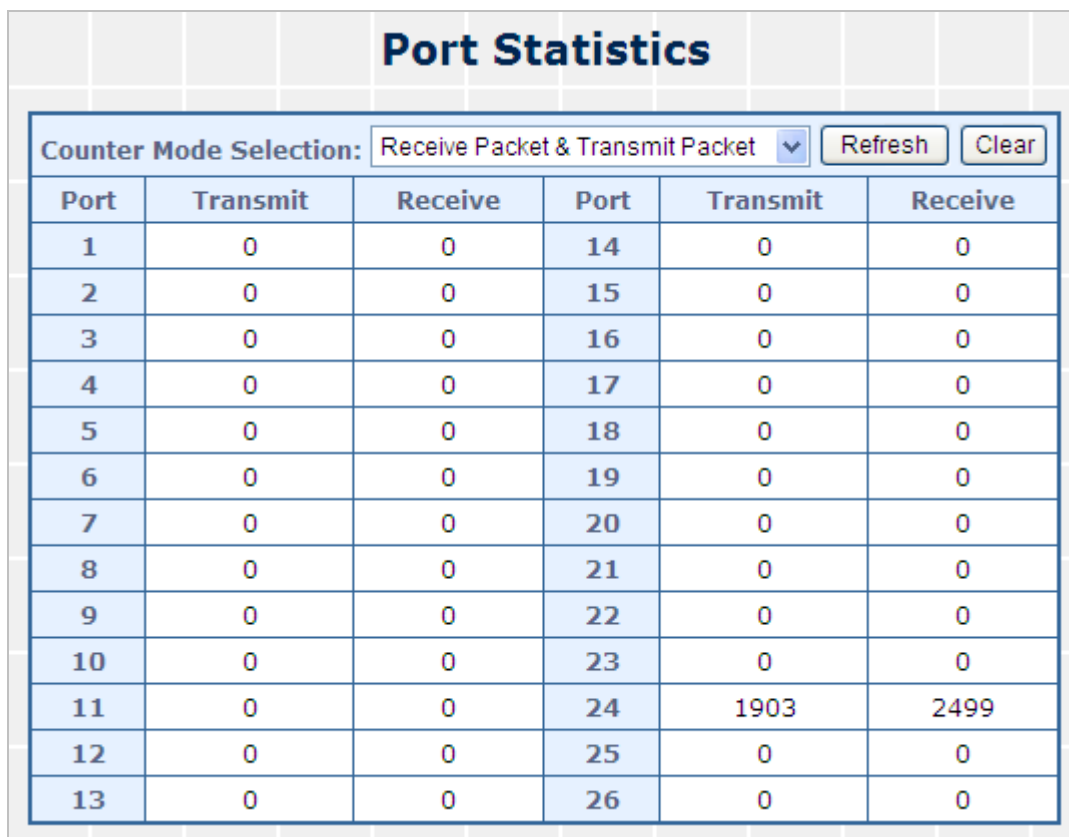 Port Statistics
Counter Mode Selection: Receive Packet & Transmit Packet Refresh Clear
Port Transmit Receive Port Transmit Receive
1 0 0 14 0 0
2 0 0 15 0 0
3 0 0 16 0 0
4 0 0 17 0 0
5 0 0 18 0 0
6 0 0 19 0 0
7 0 0 20 0 0
8 0 0 21 0 0
9 0 0 22 0 0
10 0 0 23 0 0
11 0 0 24 1903 2499
12 0 0 25 0 0
13 0 0 26 0 0